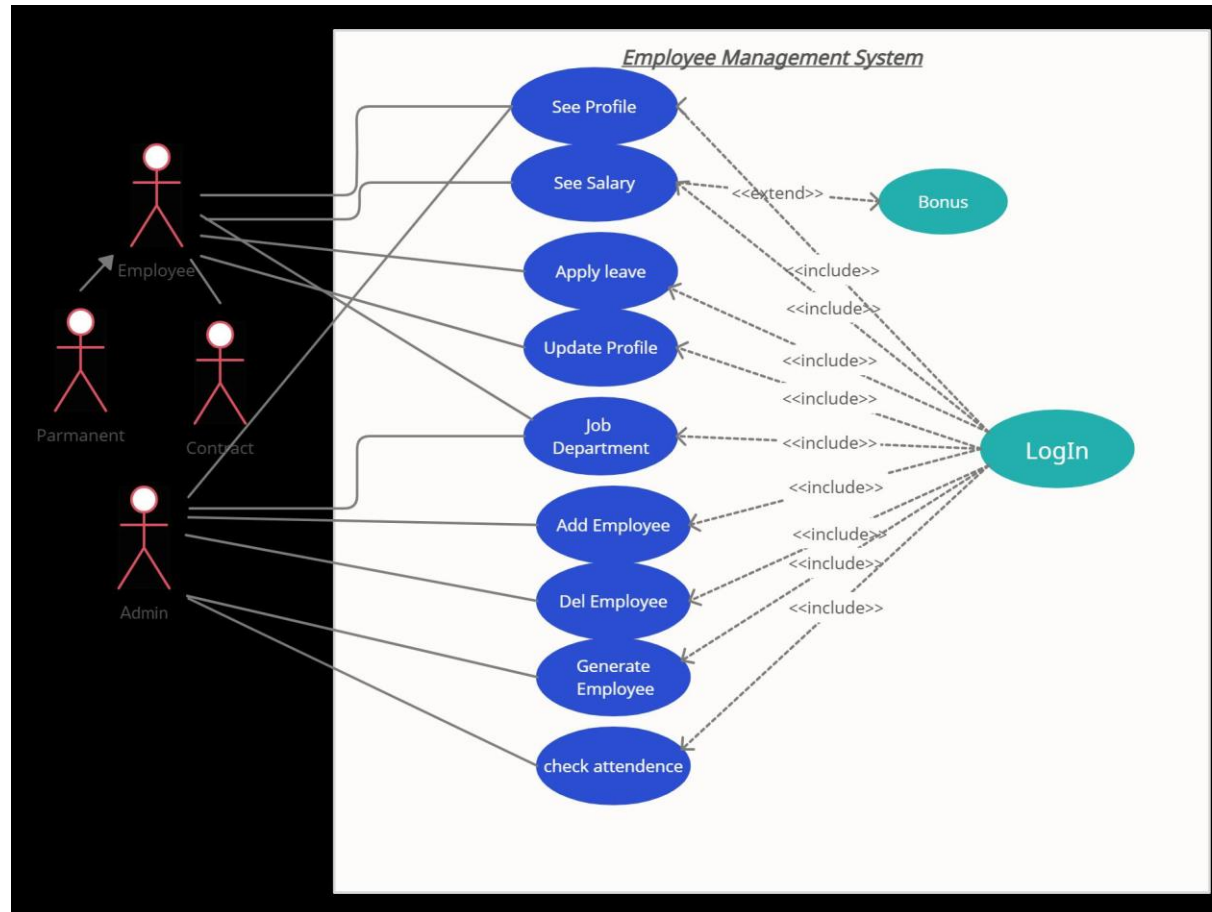 Employee Management System
See Profile
See Salary
<<extend>>
Bonus
Employee
Apply leave
<<include>>
<<include>>
Parmanent
Contract
Update Profile
<<include>>
<<include>>
Job
Department
<<include>>
LogIn
Admin
Add Employee
<<include>>
<<include>>
Del Employee
<<include>>
<<include>>
Generate
Employee
check attendence